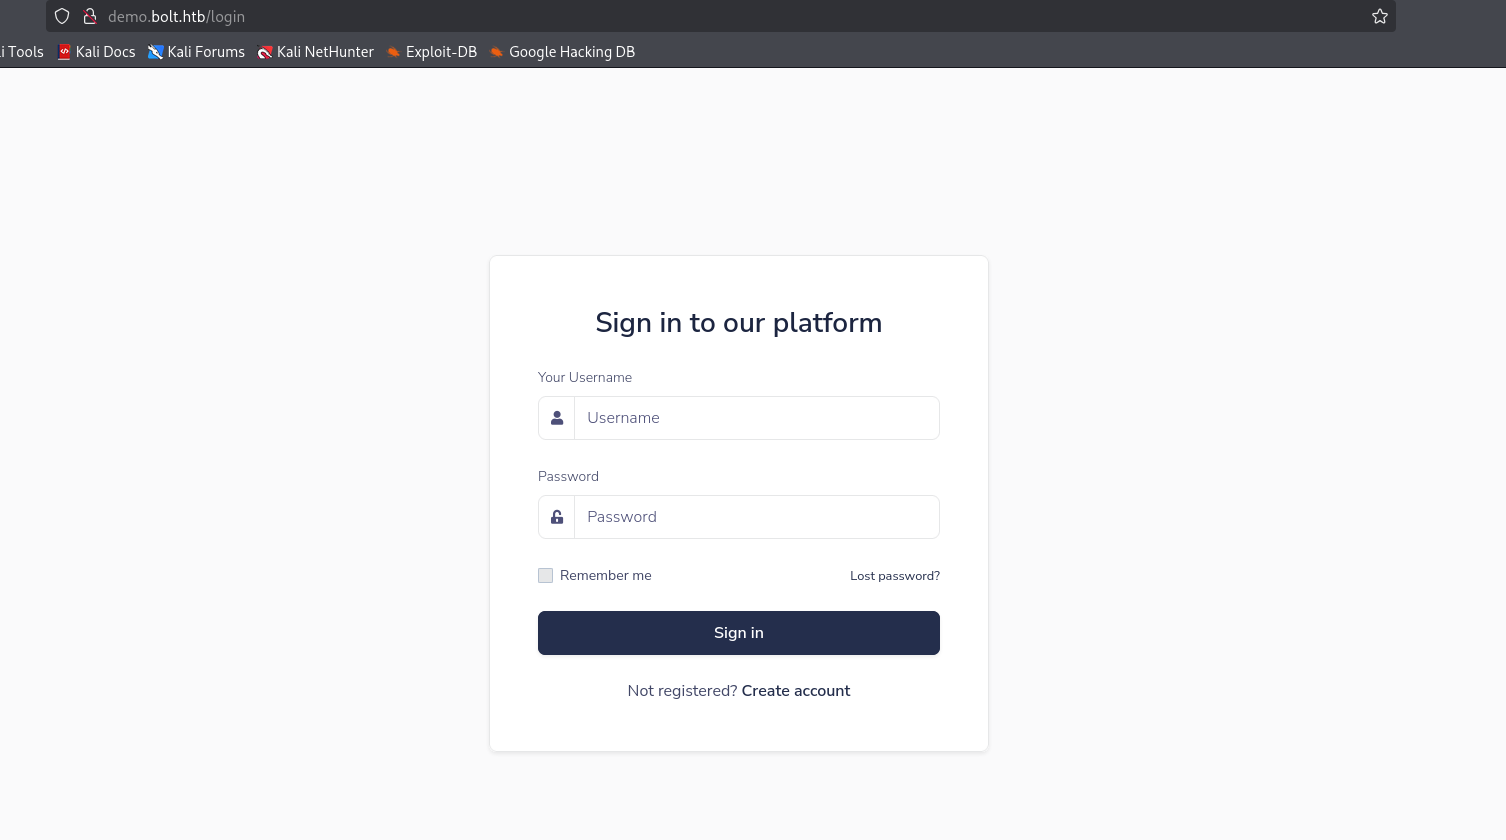 demo.bolt.htb/login
i Tools Kali Docs Kali Forums Kali NetHunter Exploit-DB Google Hacking DB
Sign in to our platform
Your Username
Username
Password
Password
Remember me Lost password?
Sign in
Not registered? Create account